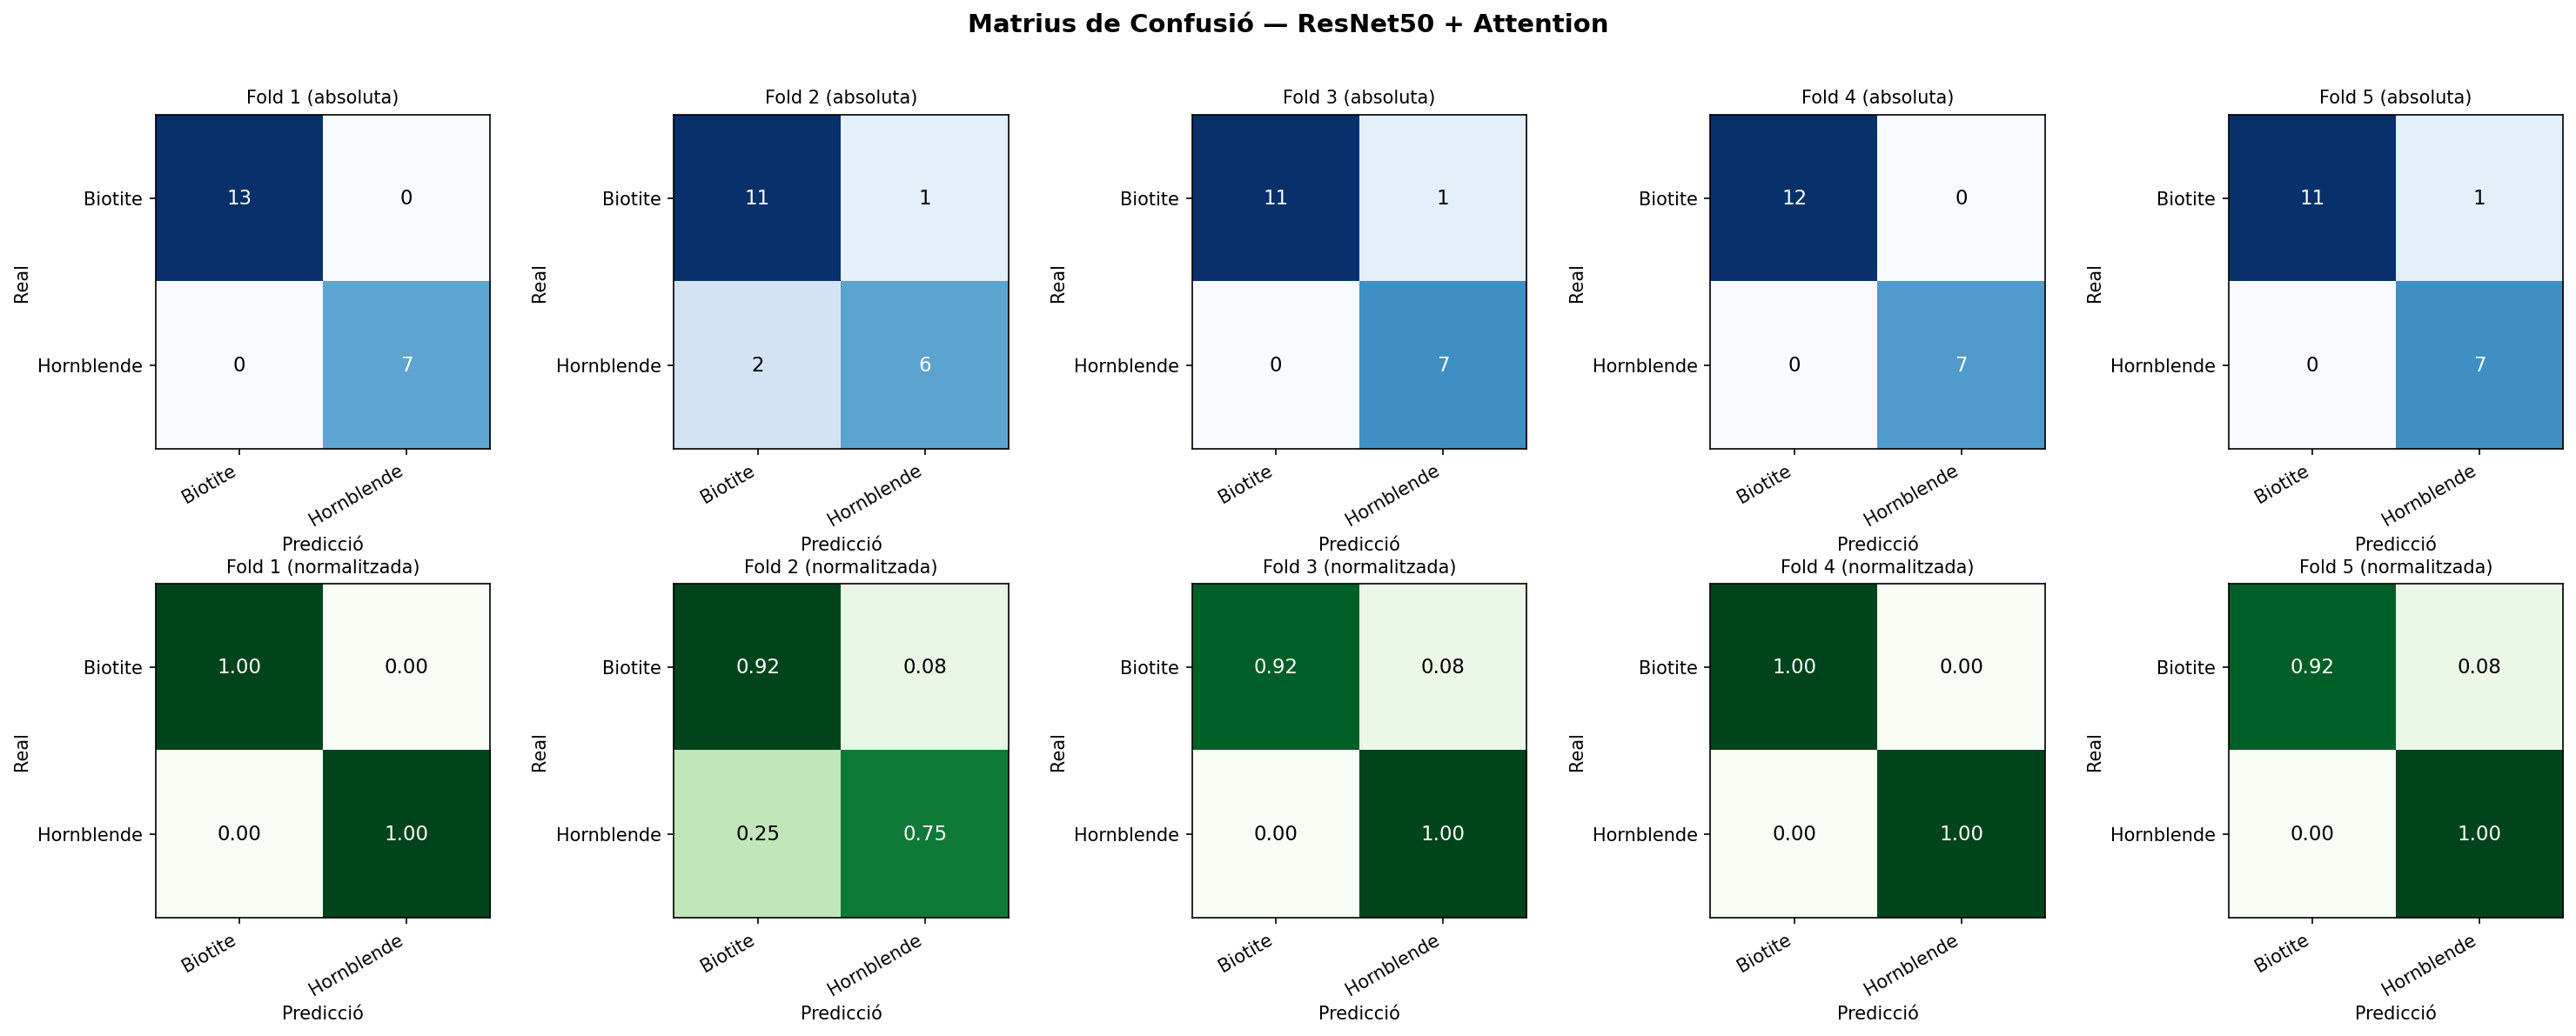 Matrius de Confusió — ResNet50 + Attention
Fold 1 (absoluta)
Real
Biotite
13
0
Hornblende
0
7
Biotite
Hornblende
Predicció
Fold 2 (absoluta)
Real
Biotite
11
1
Hornblende
2
6
Biotite
Hornblende
Predicció
Fold 3 (absoluta)
Real
Biotite
11
1
Hornblende
0
7
Biotite
Hornblende
Predicció
Fold 4 (absoluta)
Real
Biotite
12
0
Hornblende
0
7
Biotite
Hornblende
Predicció
Fold 5 (absoluta)
Real
Biotite
11
1
Hornblende
0
7
Biotite
Hornblende
Predicció
Fold 1 (normalitzada)
Real
Biotite
1.00
0.00
Hornblende
0.00
1.00
Biotite
Hornblende
Predicció
Fold 2 (normalitzada)
Real
Biotite
0.92
0.08
Hornblende
0.25
0.75
Biotite
Hornblende
Predicció
Fold 3 (normalitzada)
Real
Biotite
0.92
0.08
Hornblende
0.00
1.00
Biotite
Hornblende
Predicció
Fold 4 (normalitzada)
Real
Biotite
1.00
0.00
Hornblende
0.00
1.00
Biotite
Hornblende
Predicció
Fold 5 (normalitzada)
Real
Biotite
0.92
0.08
Hornblende
0.00
1.00
Biotite
Hornblende
Predicció